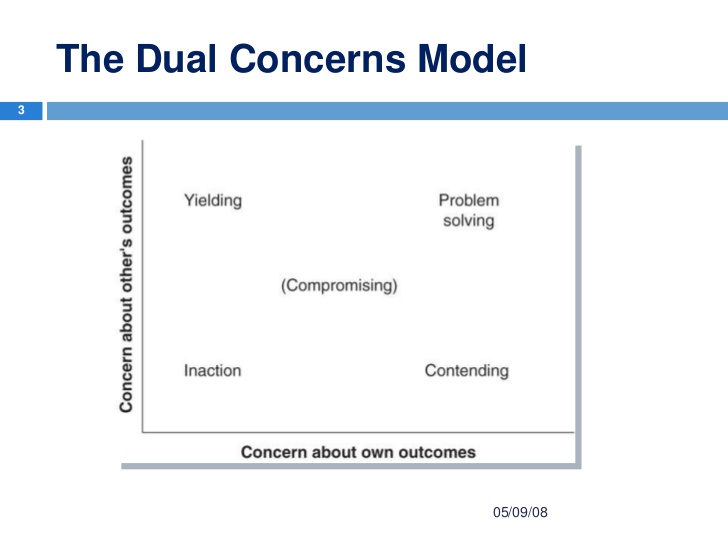 The Dual Concerns Model
3
Concern about other's outcomes
Yielding
Problem
solving
(Compromising)
Inaction
Contending
Concern about own outcomes
05/09/08